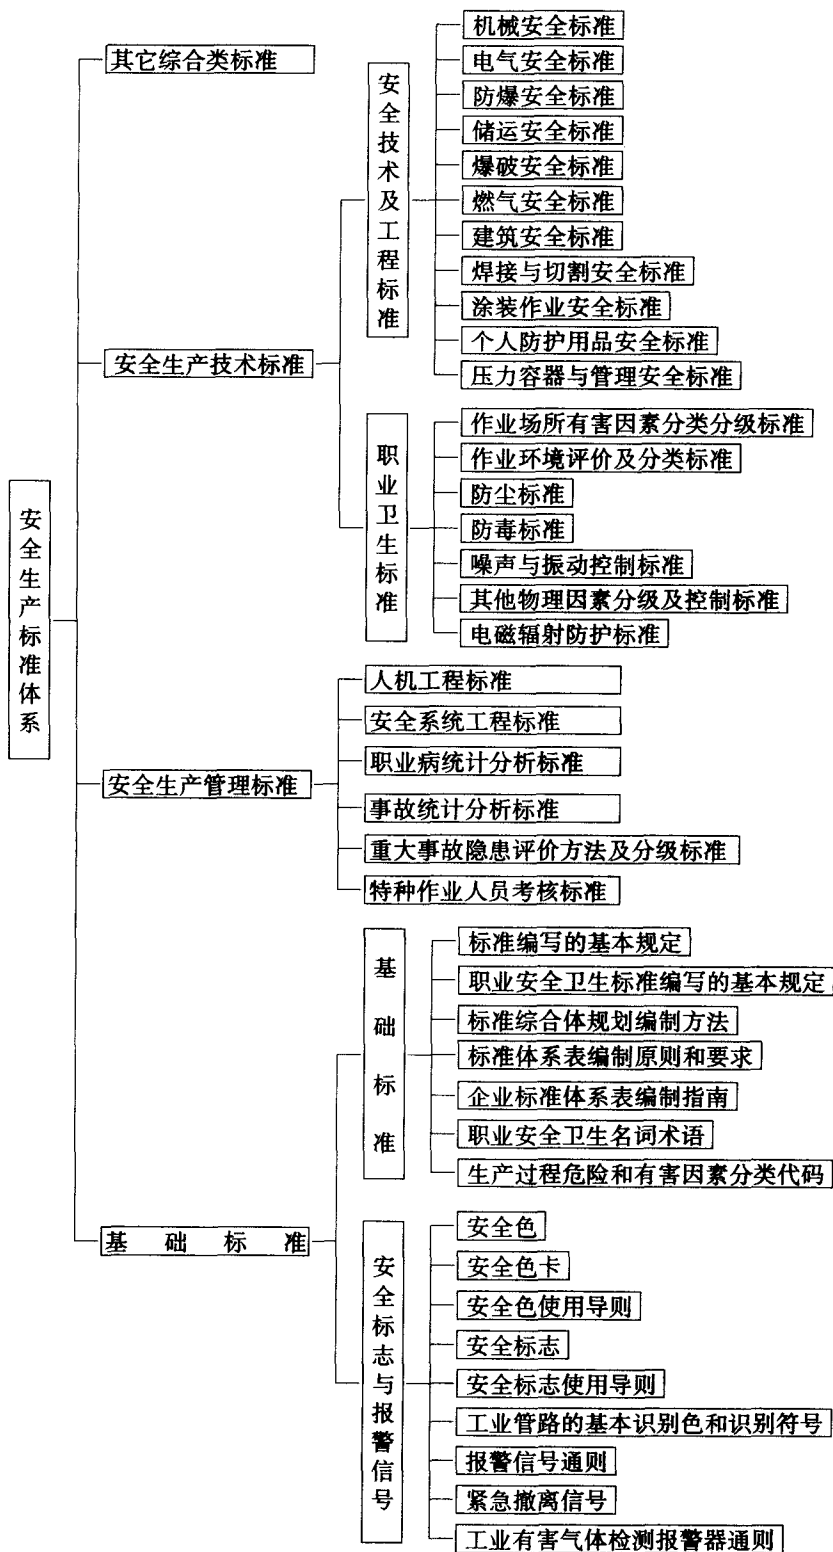 安全生产标准体系
其它综合类标准
安全生产技术标准
安全技术及工程标准
机械安全标准
电气安全标准
防爆安全标准
储运安全标准
爆破安全标准
燃气安全标准
建筑安全标准
焊接与切割安全标准
涂装作业安全标准
个人防护用品安全标准
压力容器与管理安全标准
职业卫生标准
作业场所有害因素分类分级标准
作业环境评价及分类标准
防尘标准
防毒标准
噪声与振动控制标准
其他物理因素分级及控制标准
电磁辐射防护标准
安全生产管理标准
人机工程标准
安全系统工程标准
职业病统计分析标准
事故统计分析标准
重大事故隐患评价方法及分级标准
特种作业人员考核标准
基础标准
基础标准
标准编写的基本规定
职业安全卫生标准编写的基本规定
标准综合体规划编制方法
标准体系表编制原则和要求
企业标准体系表编制指南
职业安全卫生名词术语
生产过程危险和有害因素分类代码
安全标志与报警信号
安全色
安全色卡
安全色使用导则
安全标志
安全标志使用导则
工业管路的基本识别色和识别符号
报警信号通则
紧急撤离信号
工业有害气体检测报警器通则